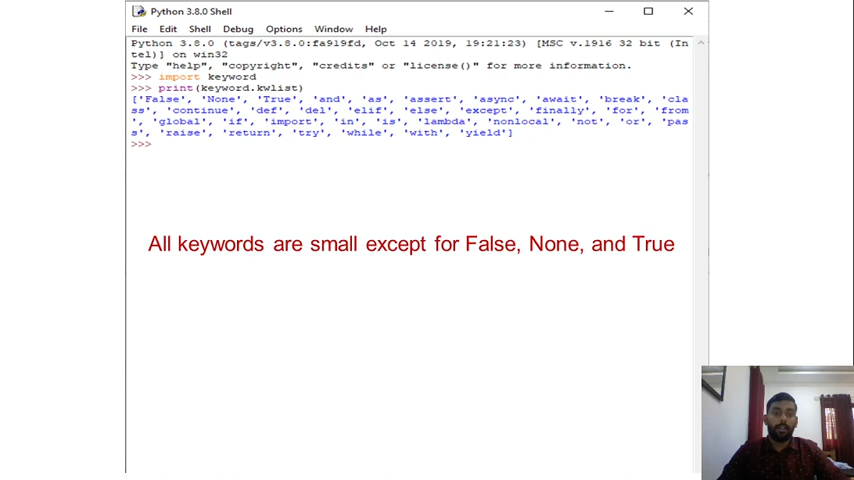 Python 3.8.0 Shell
File Edit Shell Debug Options Window Help
Python 3.8.0 (tags/v3.8.0:fa919fd, Oct 14 2019, 19:21:23) [MSC v.1916 32 bit (In
tel)] on win32
Type "help", "copyright", "credits" or "license()" for more information.
>>> import keyword
>>> print(keyword.kwlist)
['False', 'None', 'True', 'and', 'as', 'assert', 'async', 'await', 'break', 'cla
ss', 'continue', 'def', 'del', 'elif', 'else', 'except', 'finally', 'for', 'from
', 'global', 'if', 'import', 'in', 'is', 'lambda', 'nonlocal', 'not', 'or', 'pas
s', 'raise', 'return', 'try', 'while', 'with', 'yield']
>>>
All keywords are small except for False, None, and True